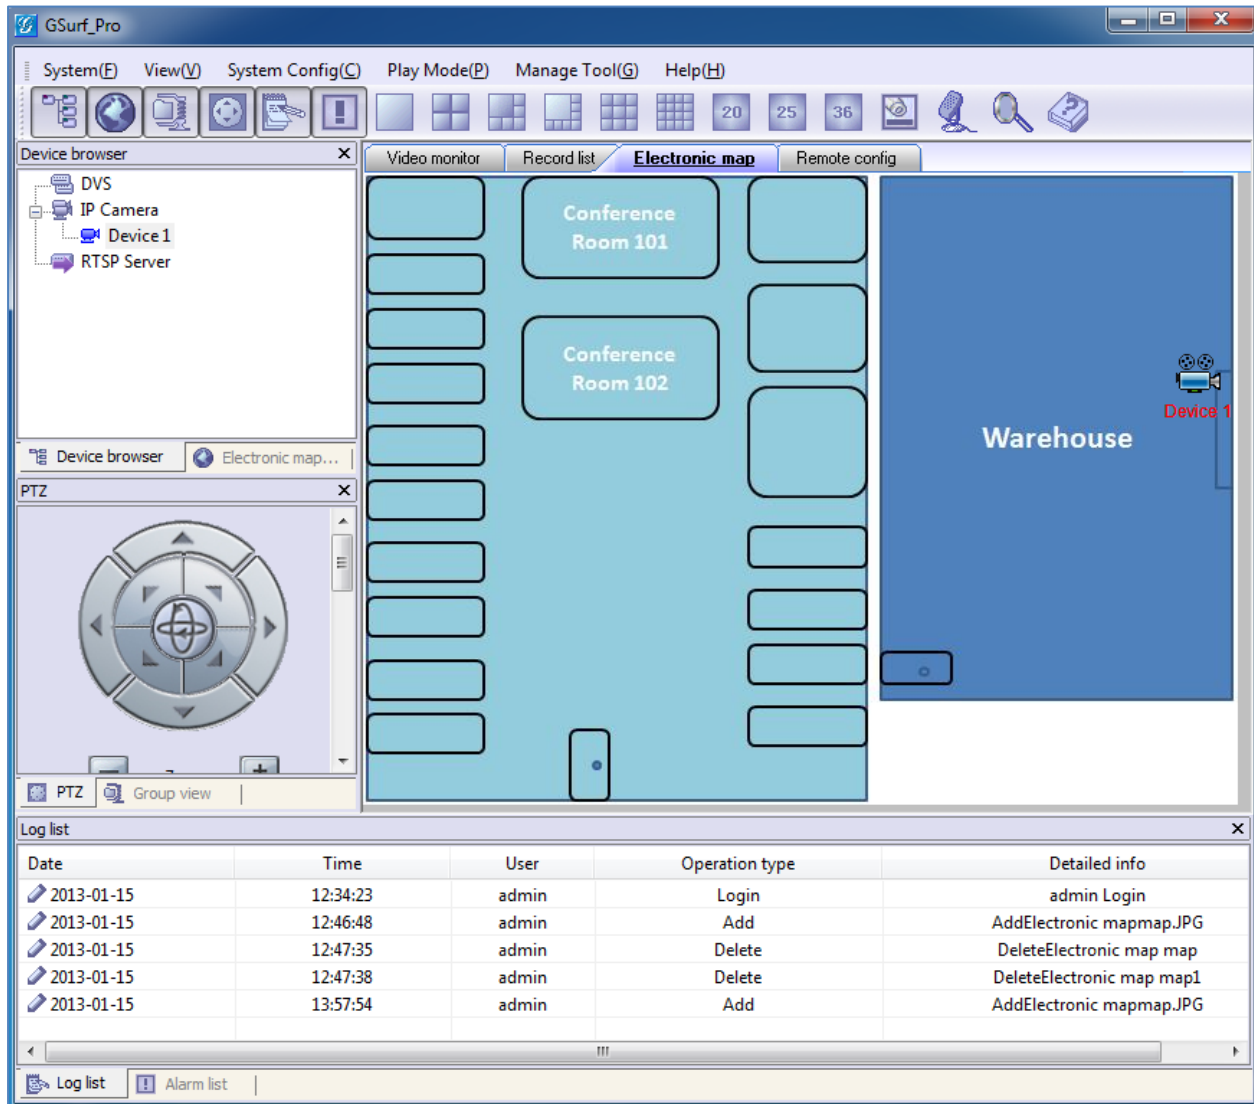 GSurf_Pro
System(F) View(V) System Config(C) Play Mode(P) Manage Tool(G) Help(H)
20 25 36
Device browser
DVS
IP Camera
Device 1
RTSP Server
Device browser Electronic map...
PTZ
PTZ Group view
Video monitor Record list Electronic map Remote config
Conference
Room 101
Conference
Room 102
Warehouse
Device 1
Log list
Date Time User Operation type Detailed info
2013-01-15 12:34:23 admin Login admin Login
2013-01-15 12:46:48 admin Add AddElectronic mapmap.JPG
2013-01-15 12:47:35 admin Delete DeleteElectronic map map
2013-01-15 12:47:38 admin Delete DeleteElectronic map map1
2013-01-15 13:57:54 admin Add AddElectronic mapmap.JPG
Log list Alarm list